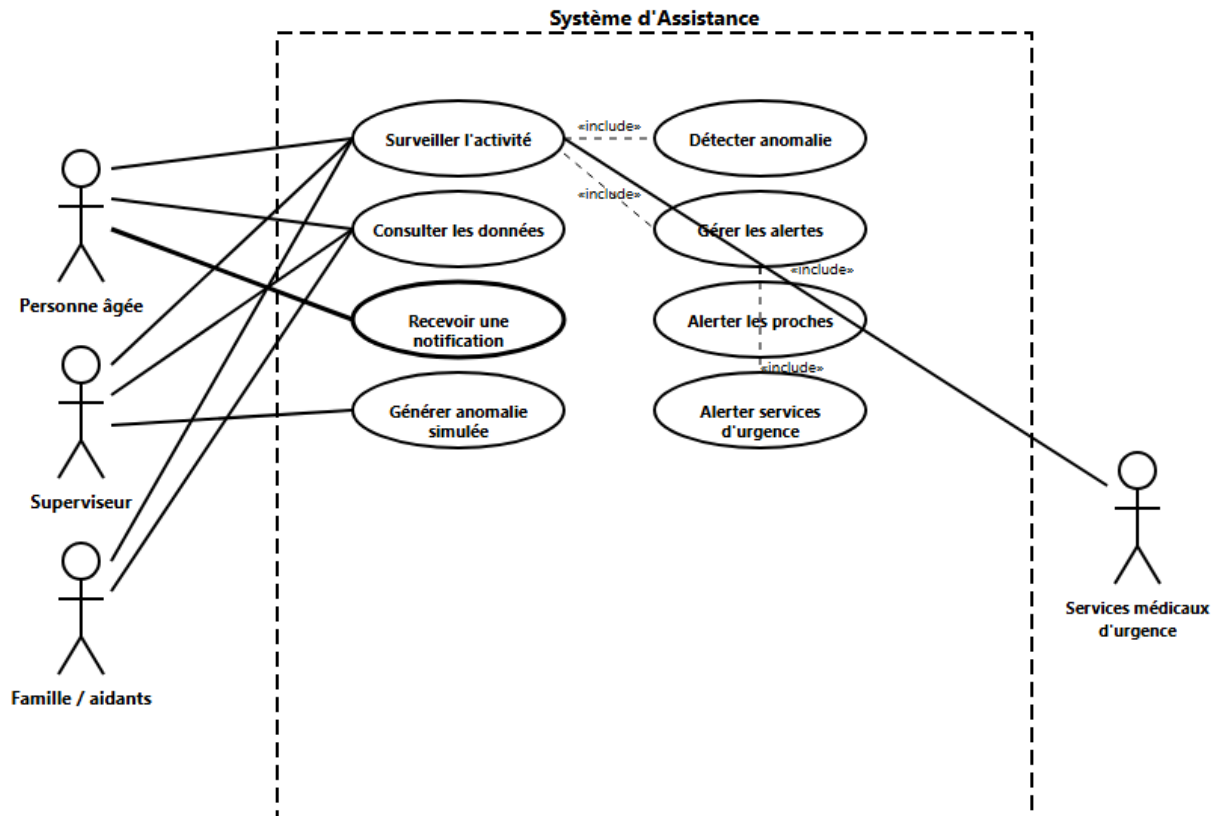 Système d'Assistance
Surveiller l'activité
«include»
Détecter anomalie
«include»
Consulter les données
Gérer les alertes
«include»
Personne âgée
Recevoir une
notification
Alerter les proches
«include»
Générer anomalie
simulée
Alerter services
d'urgence
Superviseur
Services médicaux
d'urgence
Famille / aidants